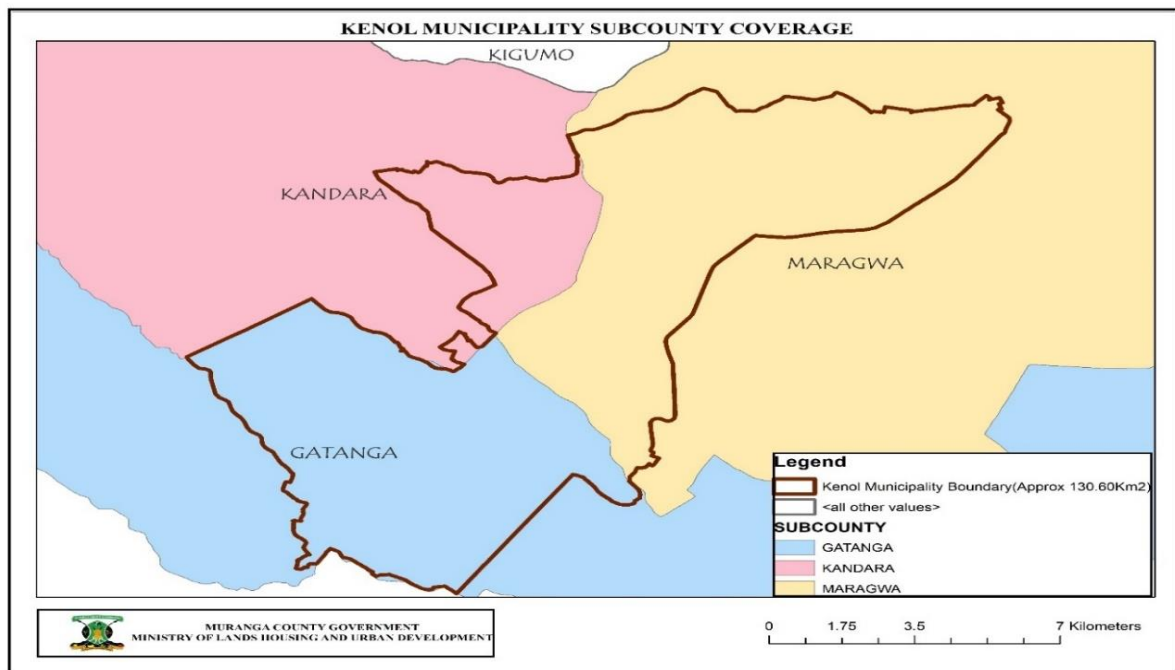 KENOL MUNICIPALITY SUBCOUNTY COVERAGE
KIGUMO
KANDARA
MARAGWA
GATANGA
Legend
Kenol Municipality Boundary(Approx 130.60Km2)
<all other values>
SUBCOUNTY
GATANGA
KANDARA
MARAGWA
MURANGA COUNTY GOVERNMENT
MINISTRY OF LANDS HOUSING AND URBAN DEVELOPMENT
0 1.75 3.5 7 Kilometers